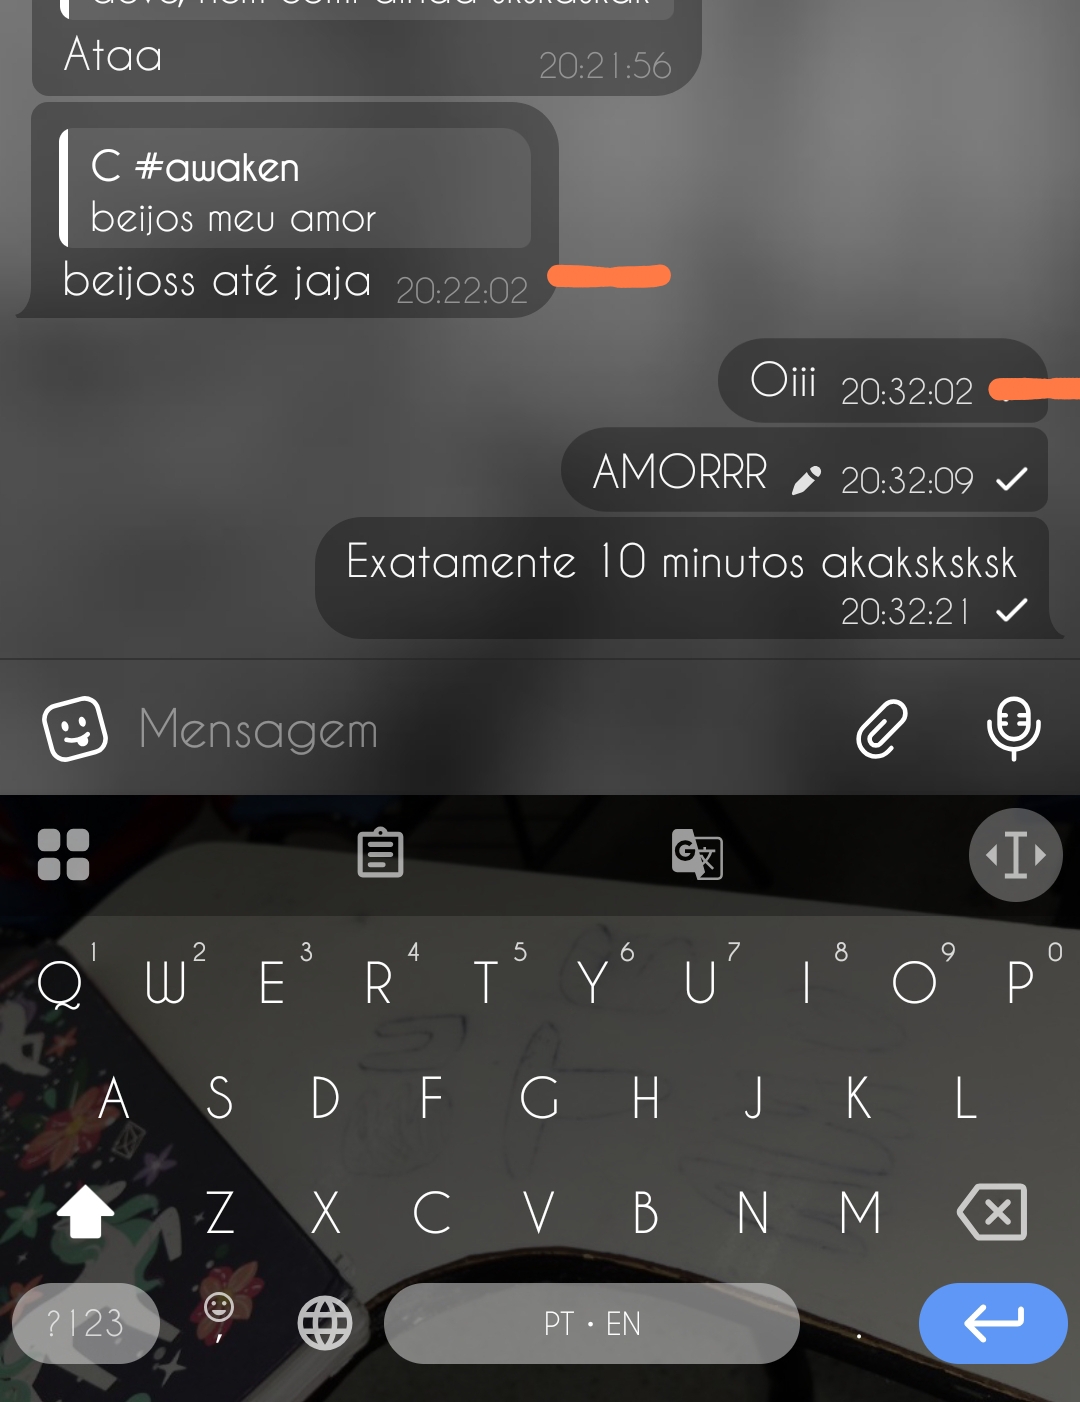 Ataa
20:21:56
C #awaken
beijos meu amor
beijoss até jaja 20:22:02
Oiii 20:32:02
AMORRR 20:32:09
Exatamente 10 minutos akaksksksk
20:32:21
Mensagem
1 2 3 4 5 6 7 8 9 0
Q W E R T Y U I O P
A S D F G H J K L
Z X C V B N M
?123 , PT • EN .